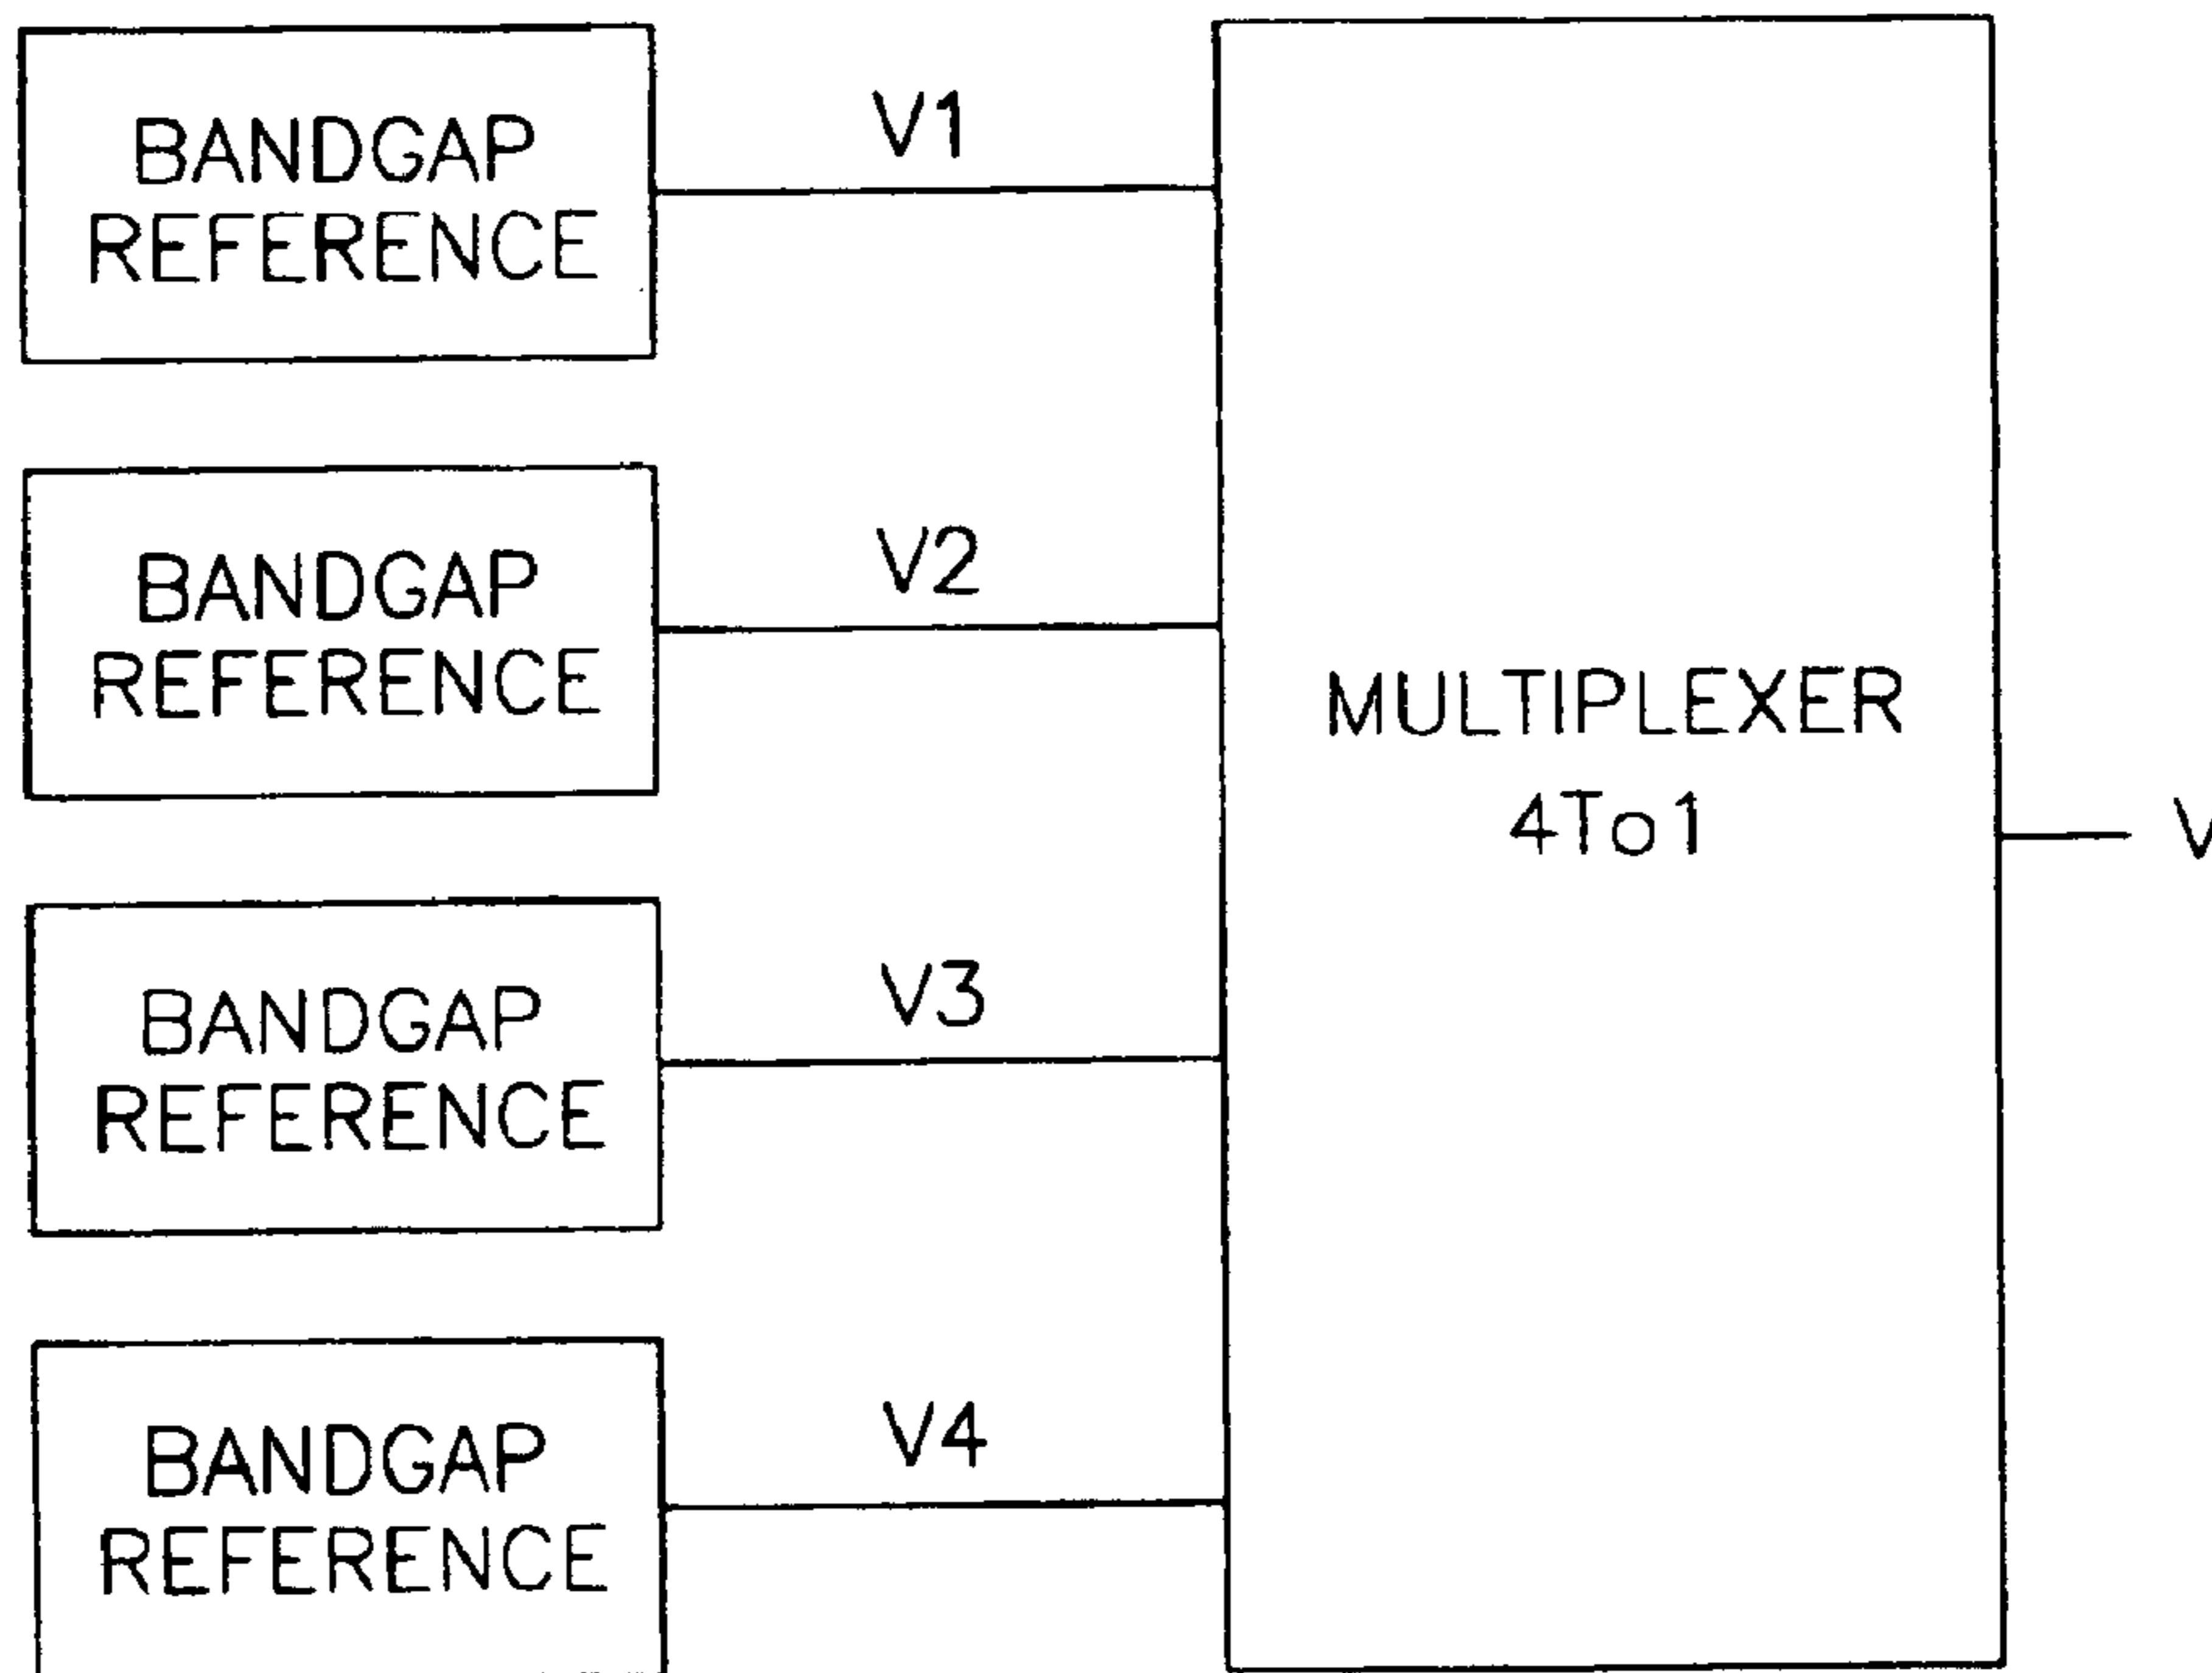 BANDGAP
REFERENCE
V1
BANDGAP
REFERENCE
V2
MULTIPLEXER
4To1
V
BANDGAP
REFERENCE
V3
BANDGAP
REFERENCE
V4